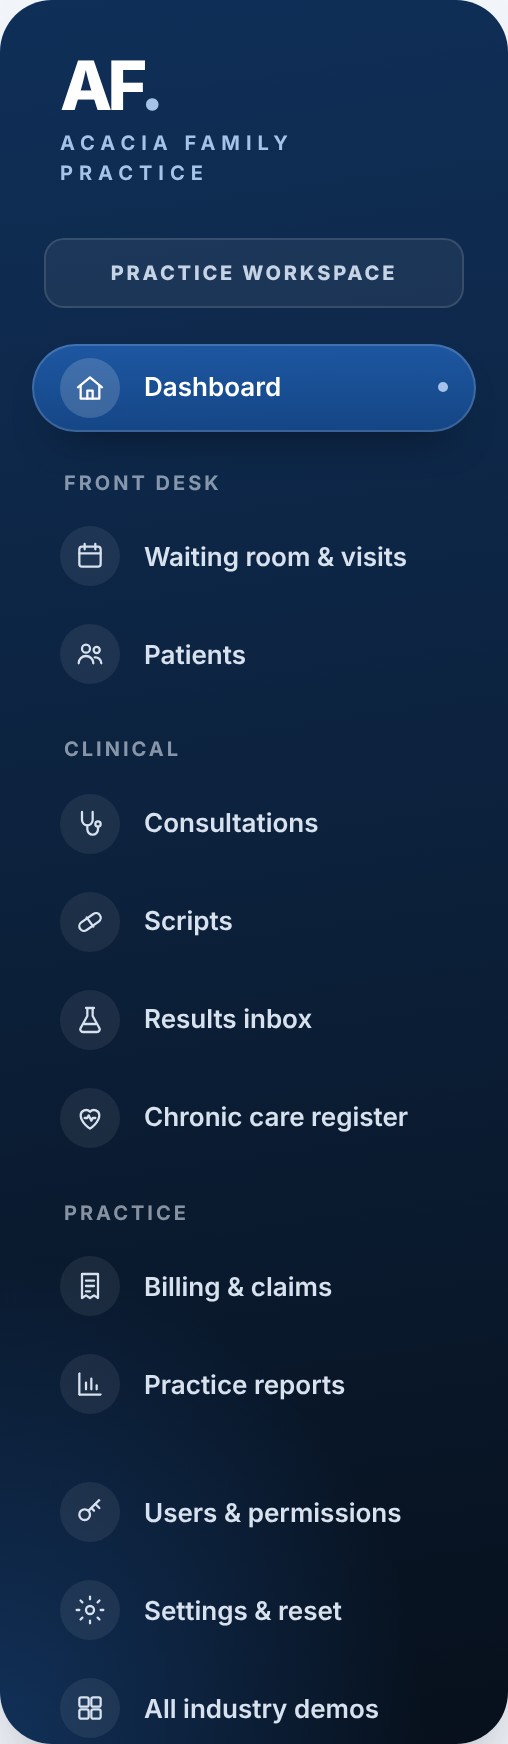 AF.
ACACIA FAMILY
PRACTICE
PRACTICE WORKSPACE
Dashboard
FRONT DESK
Waiting room & visits
Patients
CLINICAL
Consultations
Scripts
Results inbox
Chronic care register
PRACTICE
Billing & claims
Practice reports
Users & permissions
Settings & reset
All industry demos